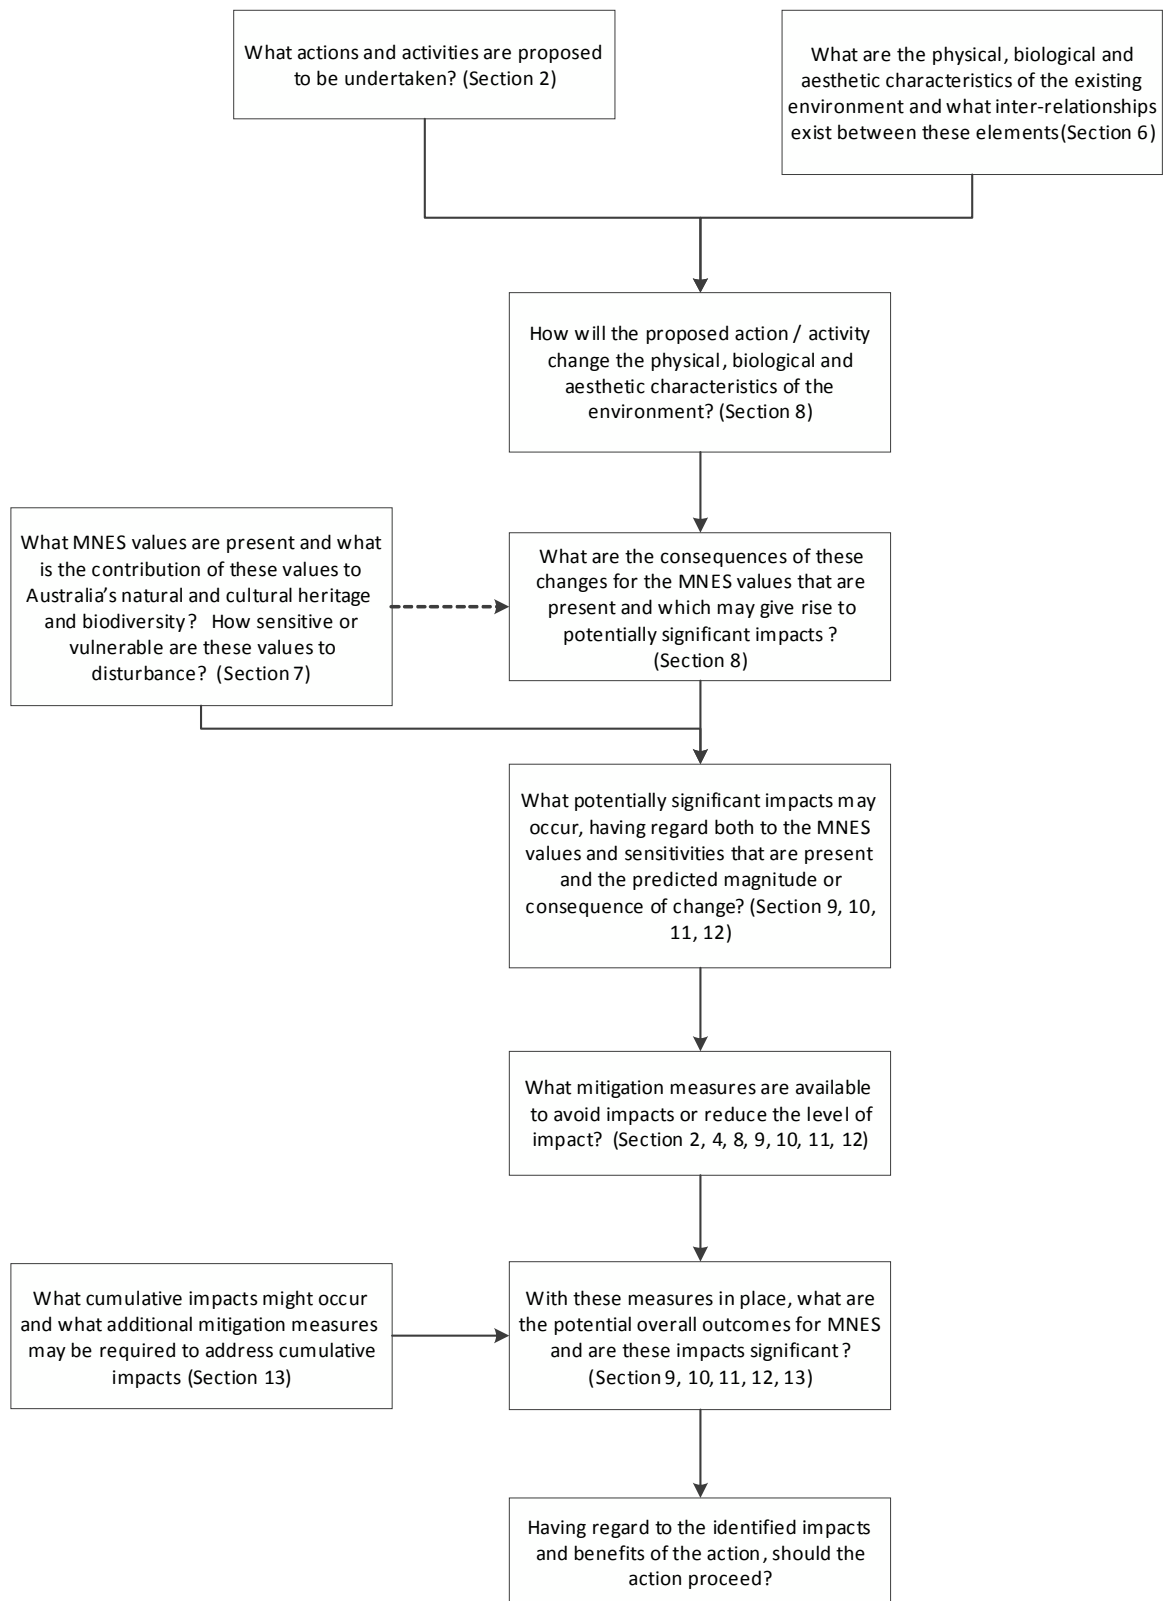 What actions and activities are proposed
to be undertaken? (Section 2)
What are the physical, biological and
aesthetic characteristics of the existing
environment and what inter-relationships
exist between these elements(Section 6)
How will the proposed action / activity
change the physical, biological and
aesthetic characteristics of the
environment? (Section 8)
What MNES values are present and what
is the contribution of these values to
Australia's natural and cultural heritage
and biodiversity? How sensitive or
vulnerable are these values to
disturbance? (Section 7)
What are the consequences of these
changes for the MNES values that are
present and which may give rise to
potentially significant impacts ?
(Section 8)
What potentially significant impacts may
occur, having regard both to the MNES
values and sensitivities that are present
and the predicted magnitude or
consequence of change? (Section 9, 10,
11, 12)
What mitigation measures are available
to avoid impacts or reduce the level of
impact? (Section 2, 4, 8, 9, 10, 11, 12)
What cumulative impacts might occur
and what additional mitigation measures
may be required to address cumulative
impacts (Section 13)
With these measures in place, what are
the potential overall outcomes for MNES
and are these impacts significant ?
(Section 9, 10, 11, 12, 13)
Having regard to the identified impacts
and benefits of the action, should the
action proceed?